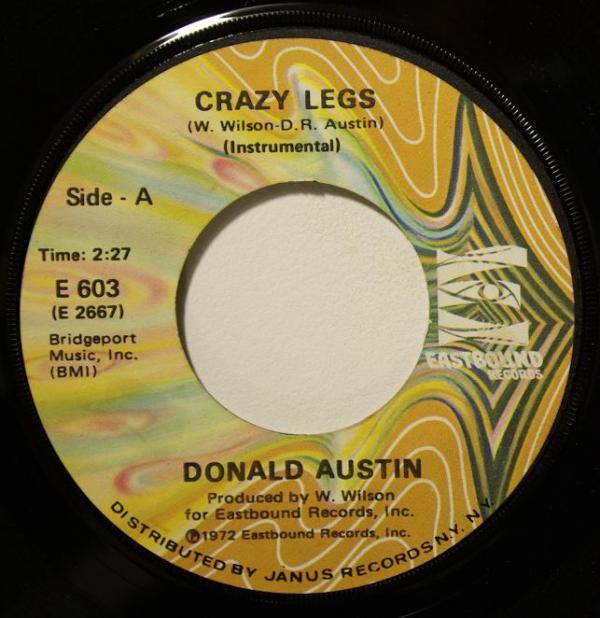 CRAZY LEGS
(W. Wilson-D.R. Austin)
(Instrumental)
Side - A
Time: 2:27
E 603
(E 2667)
Bridgeport
Music, Inc.
(BMI)
EASTBOUND
RECORDS
DONALD AUSTIN
Produced by W. Wilson
for Eastbound Records, Inc.
℗1972 Eastbound Records, Inc.
DISTRIBUTED BY JANUS RECORDS N.Y. N.Y.